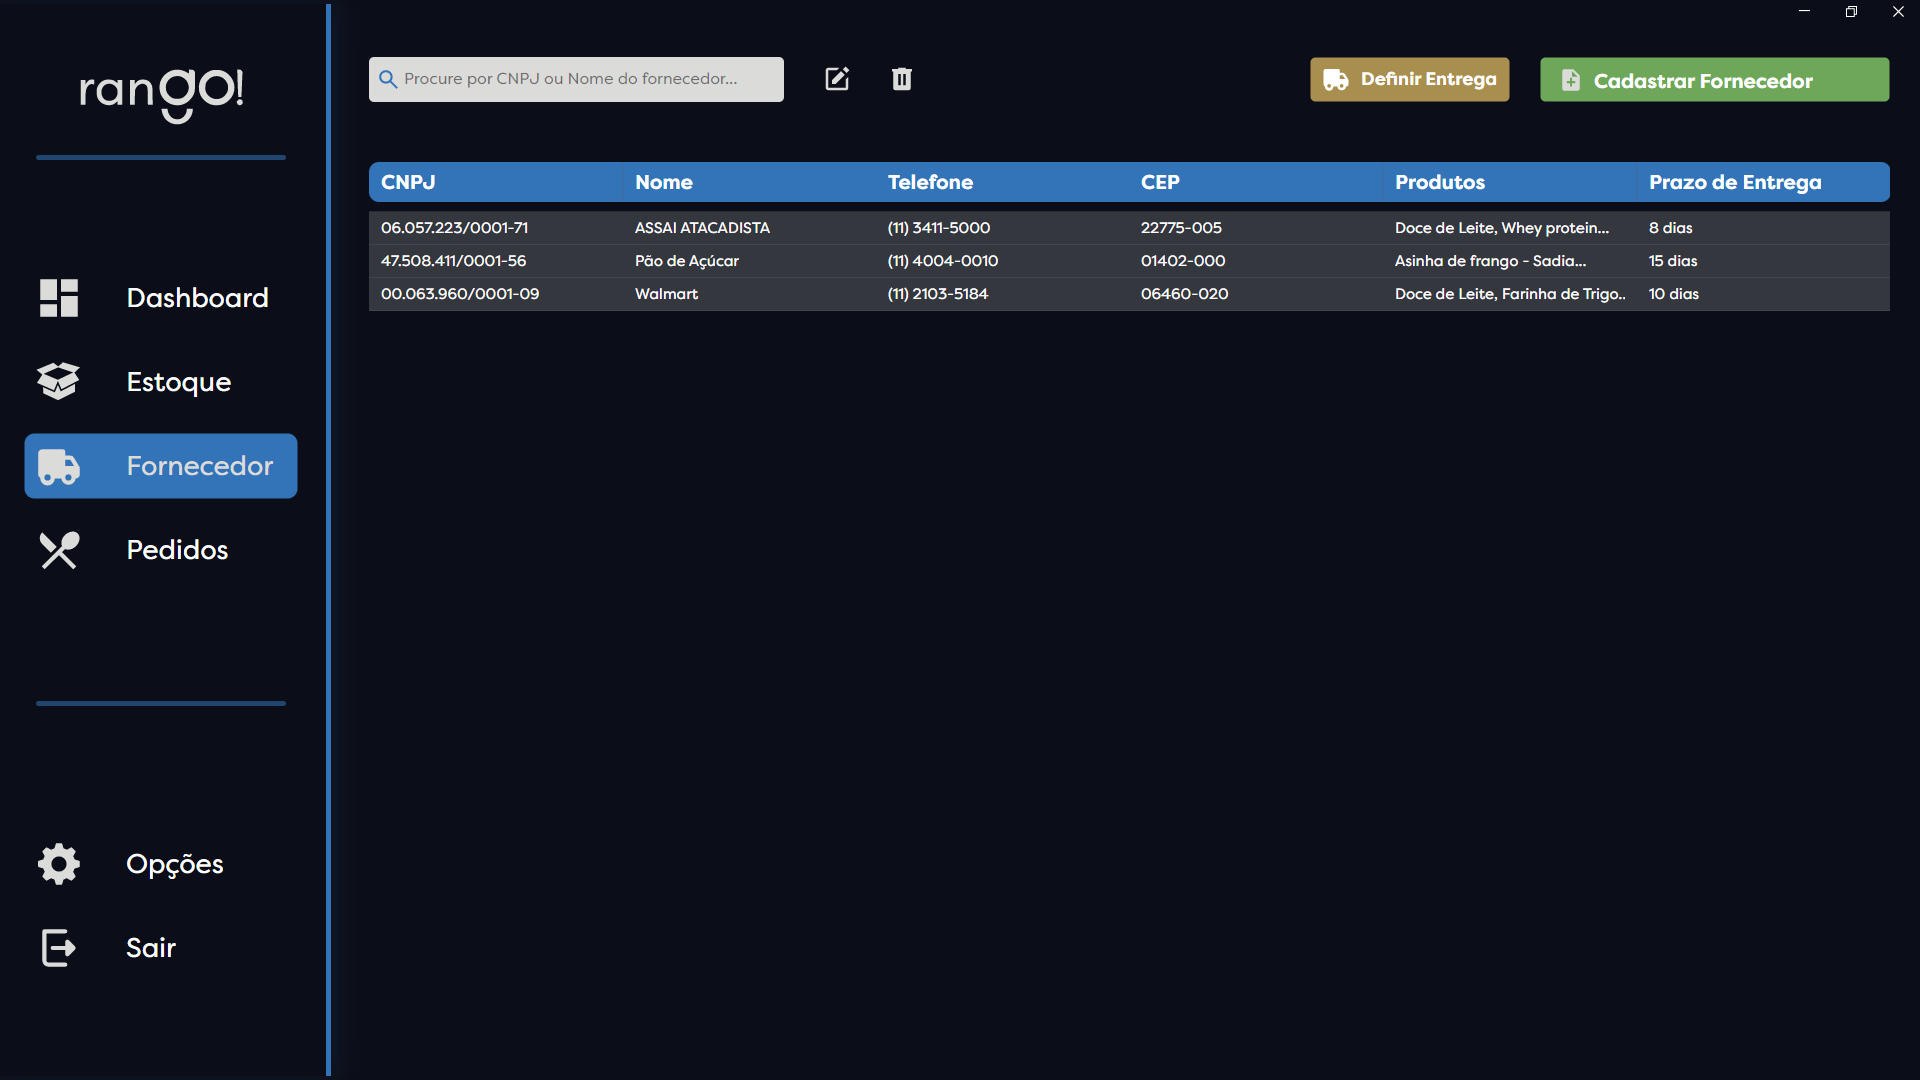 rango!
Dashboard
Estoque
Fornecedor
Pedidos
Opções
Sair
Procure por CNPJ ou Nome do fornecedor...
Definir Entrega
Cadastrar Fornecedor
CNPJ Nome Telefone CEP Produtos Prazo de Entrega
06.057.223/0001-71 ASSAI ATACADISTA (11) 3411-5000 22775-005 Doce de Leite, Whey protein... 8 dias
47.508.411/0001-56 Pão de Açúcar (11) 4004-0010 01402-000 Asinha de frango - Sadia... 15 dias
00.063.960/0001-09 Walmart (11) 2103-5184 06460-020 Doce de Leite, Farinha de Trigo.. 10 dias